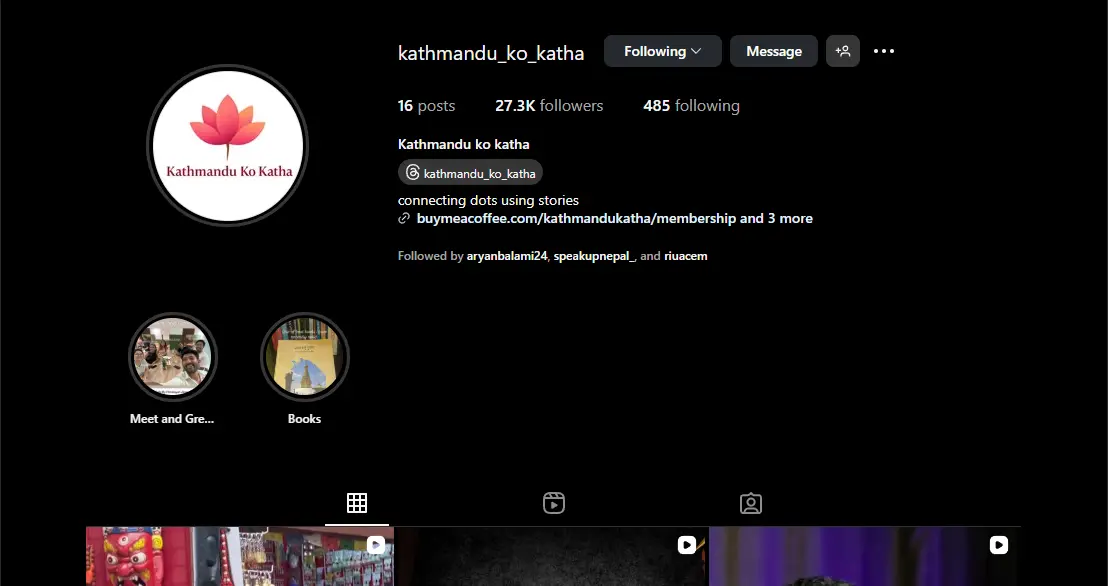 kathmandu_ko_katha Following Message
16 posts 27.3K followers 485 following
Kathmandu Ko Katha
Kathmandu ko katha
kathmandu_ko_katha
connecting dots using stories
buymeacoffee.com/kathmandukatha/membership and 3 more
Followed by aryanbalami24, speakupnepal_, and riuacem
Meet and Gre... Books